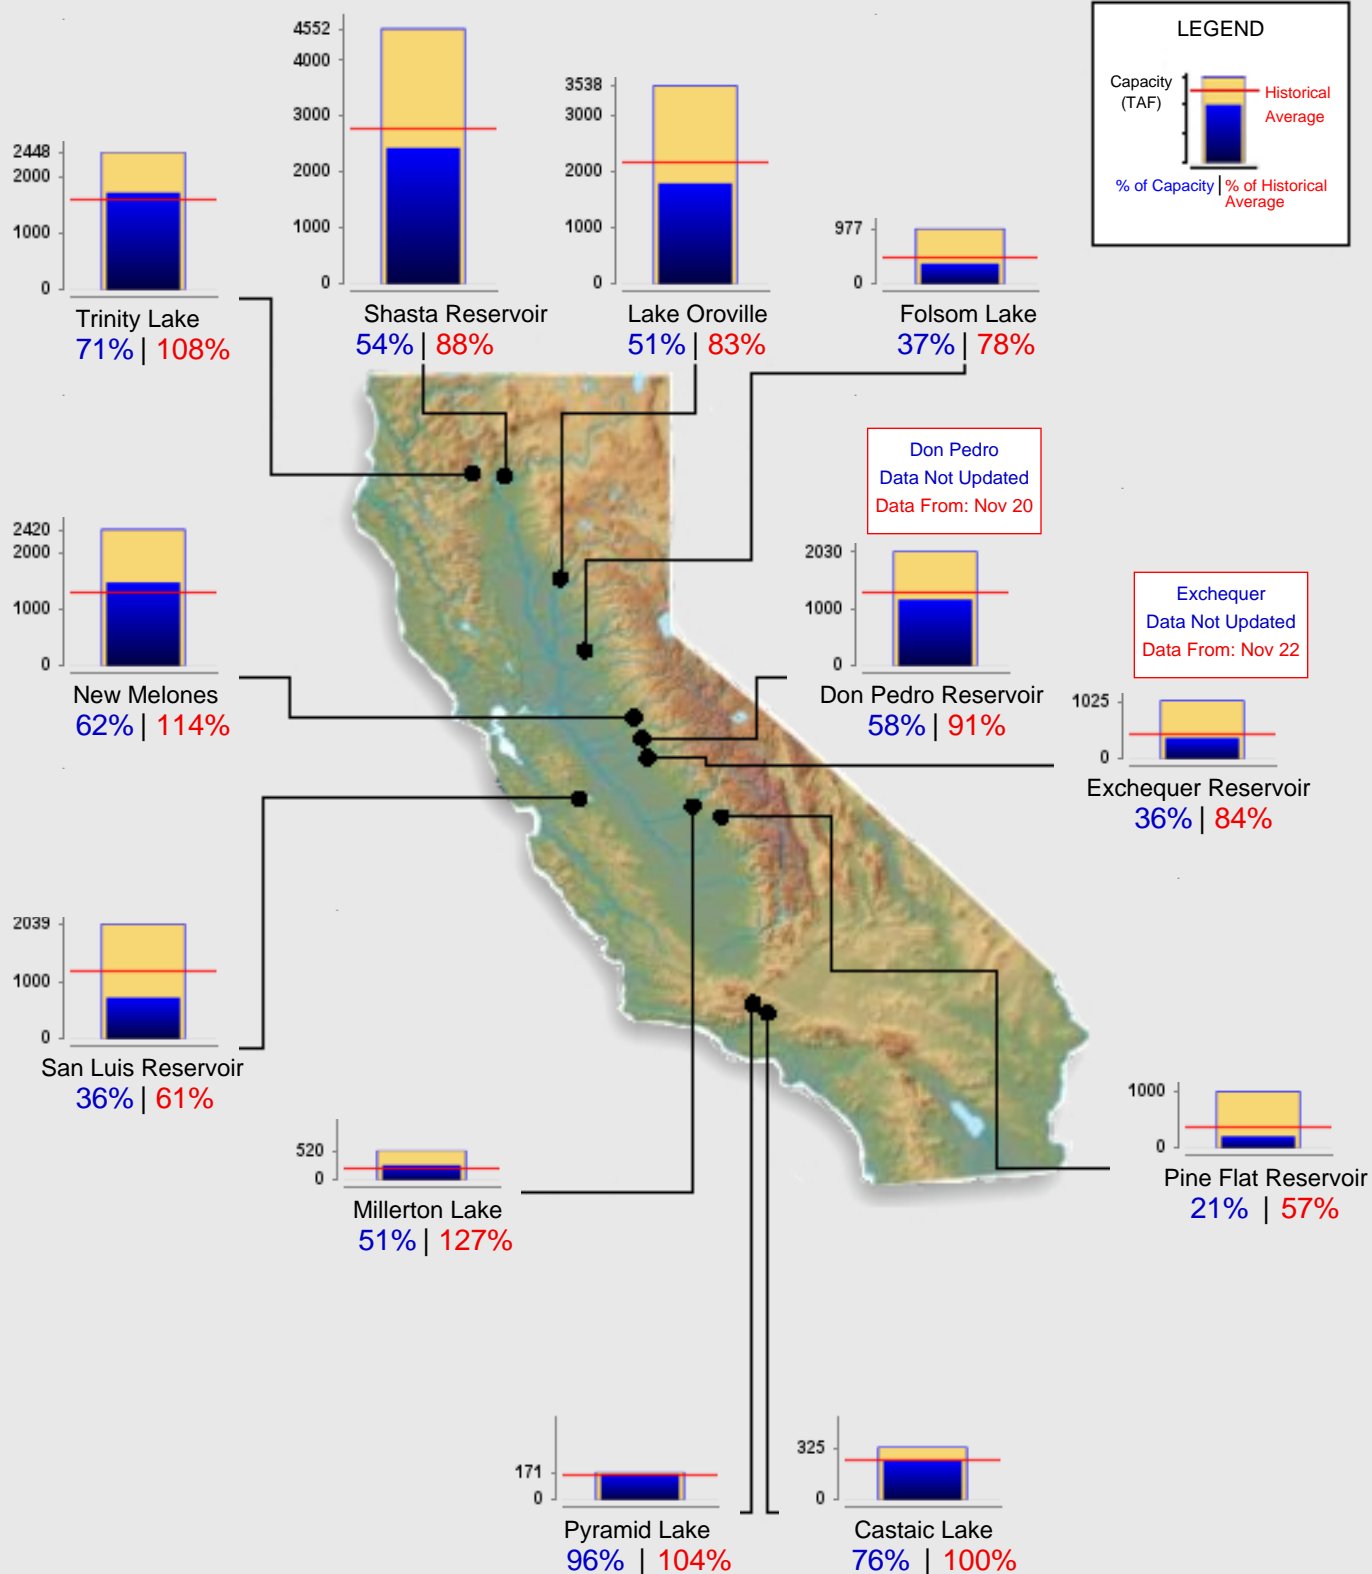 LEGEND
Capacity
(TAF)
Historical
Average
% of Capacity | % of Historical
Average
4552
4000
3000
2000
1000
0
Shasta Reservoir
54% | 88%
3538
3000
2000
1000
0
Lake Oroville
51% | 83%
2448
2000
1000
0
Trinity Lake
71% | 108%
977
0
Folsom Lake
37% | 78%
Don Pedro
Data Not Updated
Data From: Nov 20
2030
1000
0
Don Pedro Reservoir
58% | 91%
2420
2000
1000
0
New Melones
62% | 114%
Exchequer
Data Not Updated
Data From: Nov 22
1025
0
Exchequer Reservoir
36% | 84%
2039
1000
0
San Luis Reservoir
36% | 61%
520
0
Millerton Lake
51% | 127%
1000
0
Pine Flat Reservoir
21% | 57%
171
0
Pyramid Lake
96% | 104%
325
0
Castaic Lake
76% | 100%